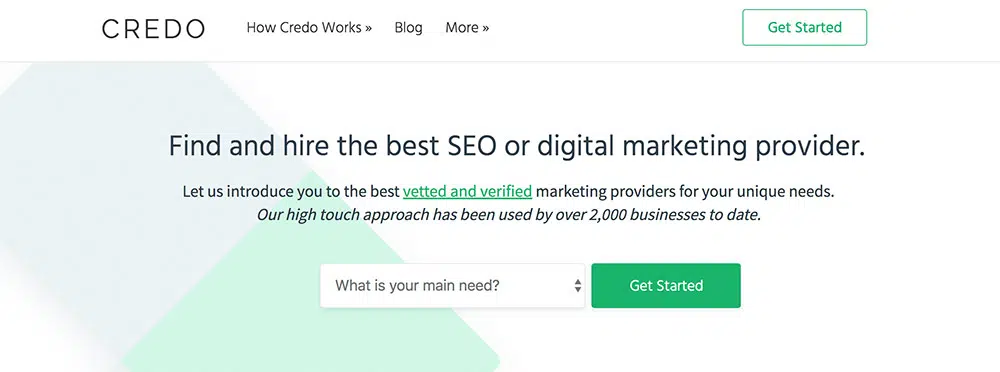 CREDO How Credo Works » Blog More » Get Started
Find and hire the best SEO or digital marketing provider.
Let us introduce you to the best vetted and verified marketing providers for your unique needs.
Our high touch approach has been used by over 2,000 businesses to date.
What is your main need? Get Started